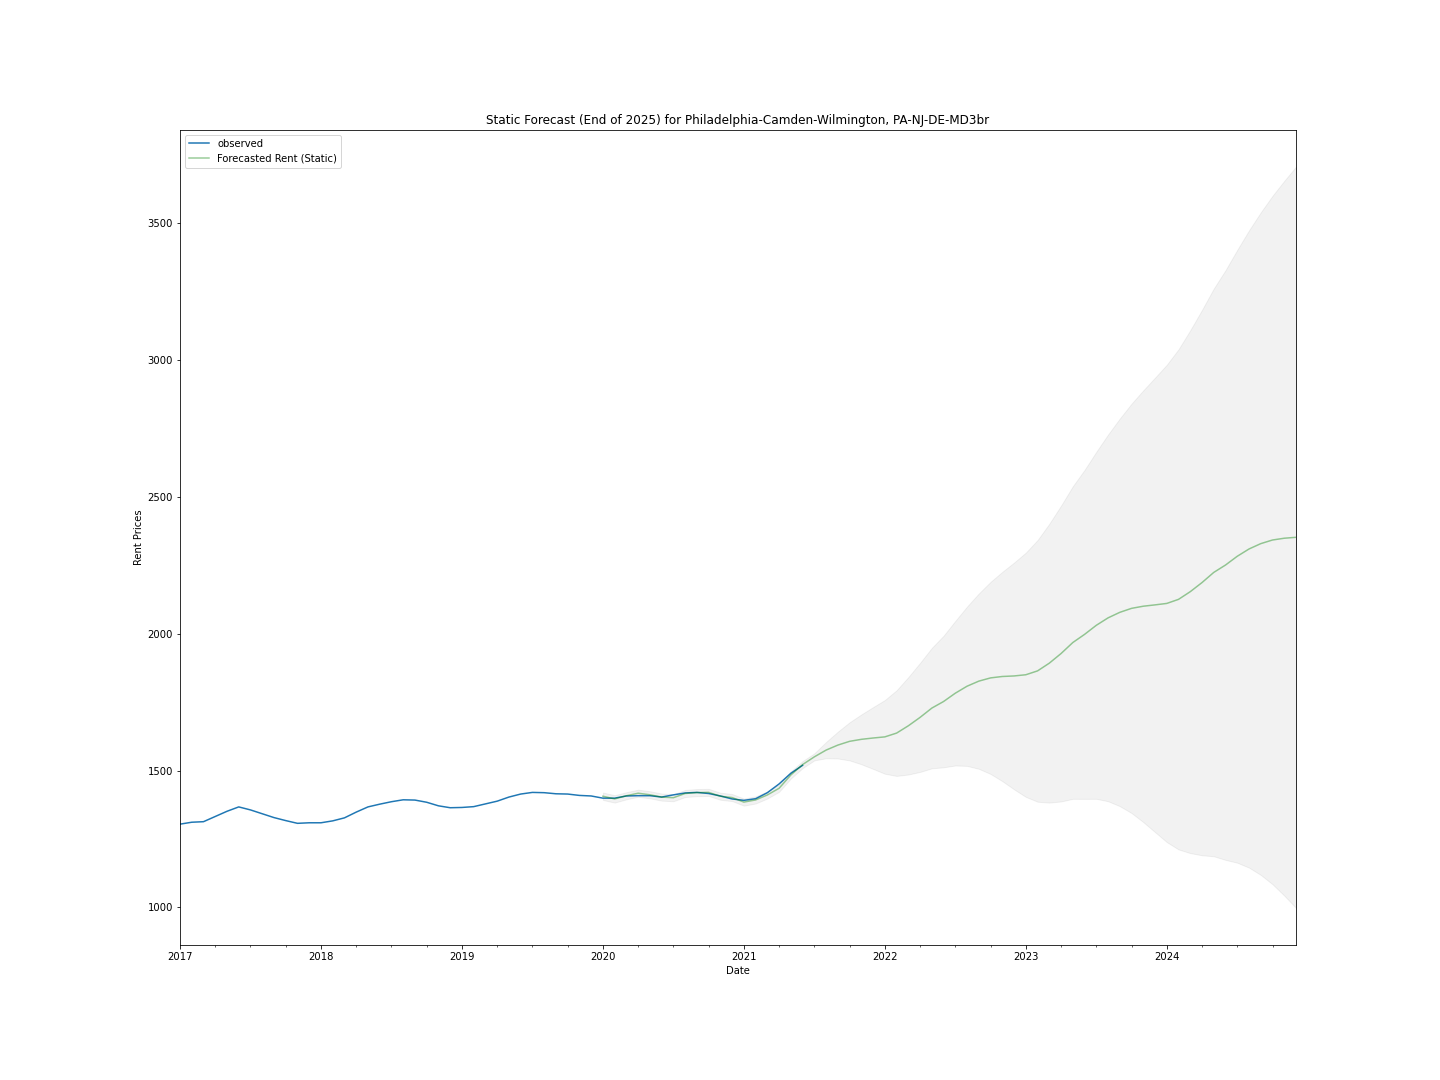 Static Forecast (End of 2025) for Philadelphia-Camden-Wilmington, PA-NJ-DE-MD3br
observed
Forecasted Rent (Static)
3500
3000
2500
2000
1500
1000
Rent Prices
2017 2018 2019 2020 2021 2022 2023 2024
Date